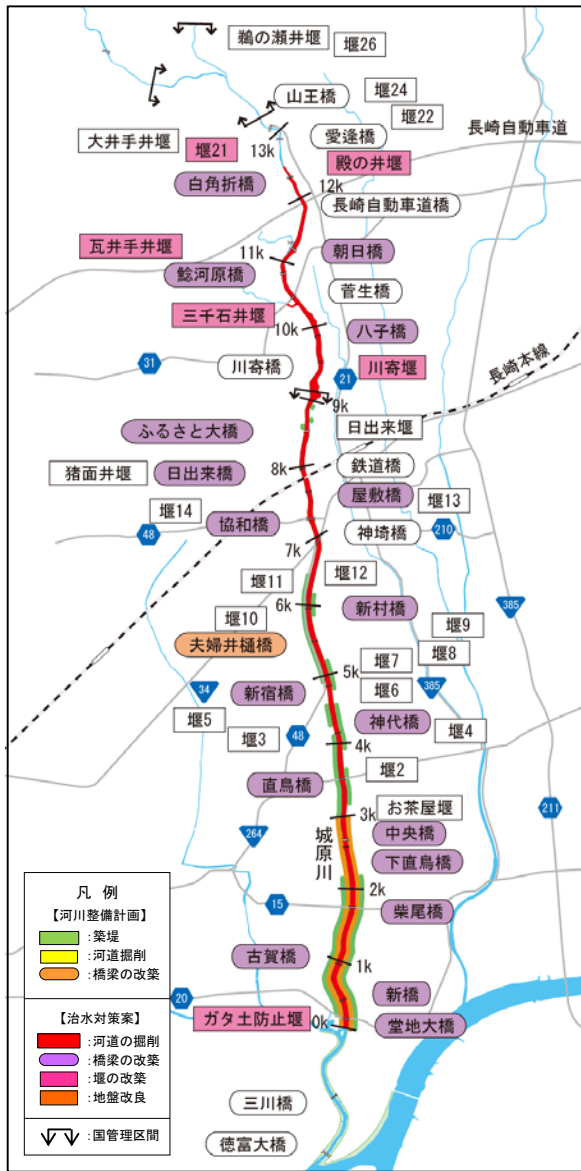 鵜の瀬井堰
堰26
山王橋
堰24
堰22
大井手井堰
堰21
13k
愛逢橋
長崎自動車道
殿の井堰
白角折橋
12k
長崎自動車道橋
瓦井手井堰
11k
朝日橋
鯰河原橋
菅生橋
三千石井堰
10k
八子橋
31
川寄橋
21
川寄堰
長崎本線
9k
ふるさと大橋
日出来堰
猪面井堰
日出来橋
8k
鉄道橋
屋敷橋
堰13
堰14
協和橋
48
7k
神埼橋
210
堰11
堰12
6k
堰10
新村橋
385
堰9
夫婦井樋橋
堰8
堰7
5k
34
新宿橋
堰6
385
堰5
堰3
48
神代橋
堰4
4k
堰2
直鳥橋
211
3k
お茶屋堰
城原川
中央橋
264
下直鳥橋
2k
15
柴尾橋
古賀橋
1k
新橋
20
ガタ土防止堰
0k
堂地大橋
三川橋
徳富大橋
凡 例
【河川整備計画】
:築堤
:河道掘削
:橋梁の改築
【治水対策案】
:河道の掘削
:橋梁の改築
:堰の改築
:地盤改良
:国管理区間